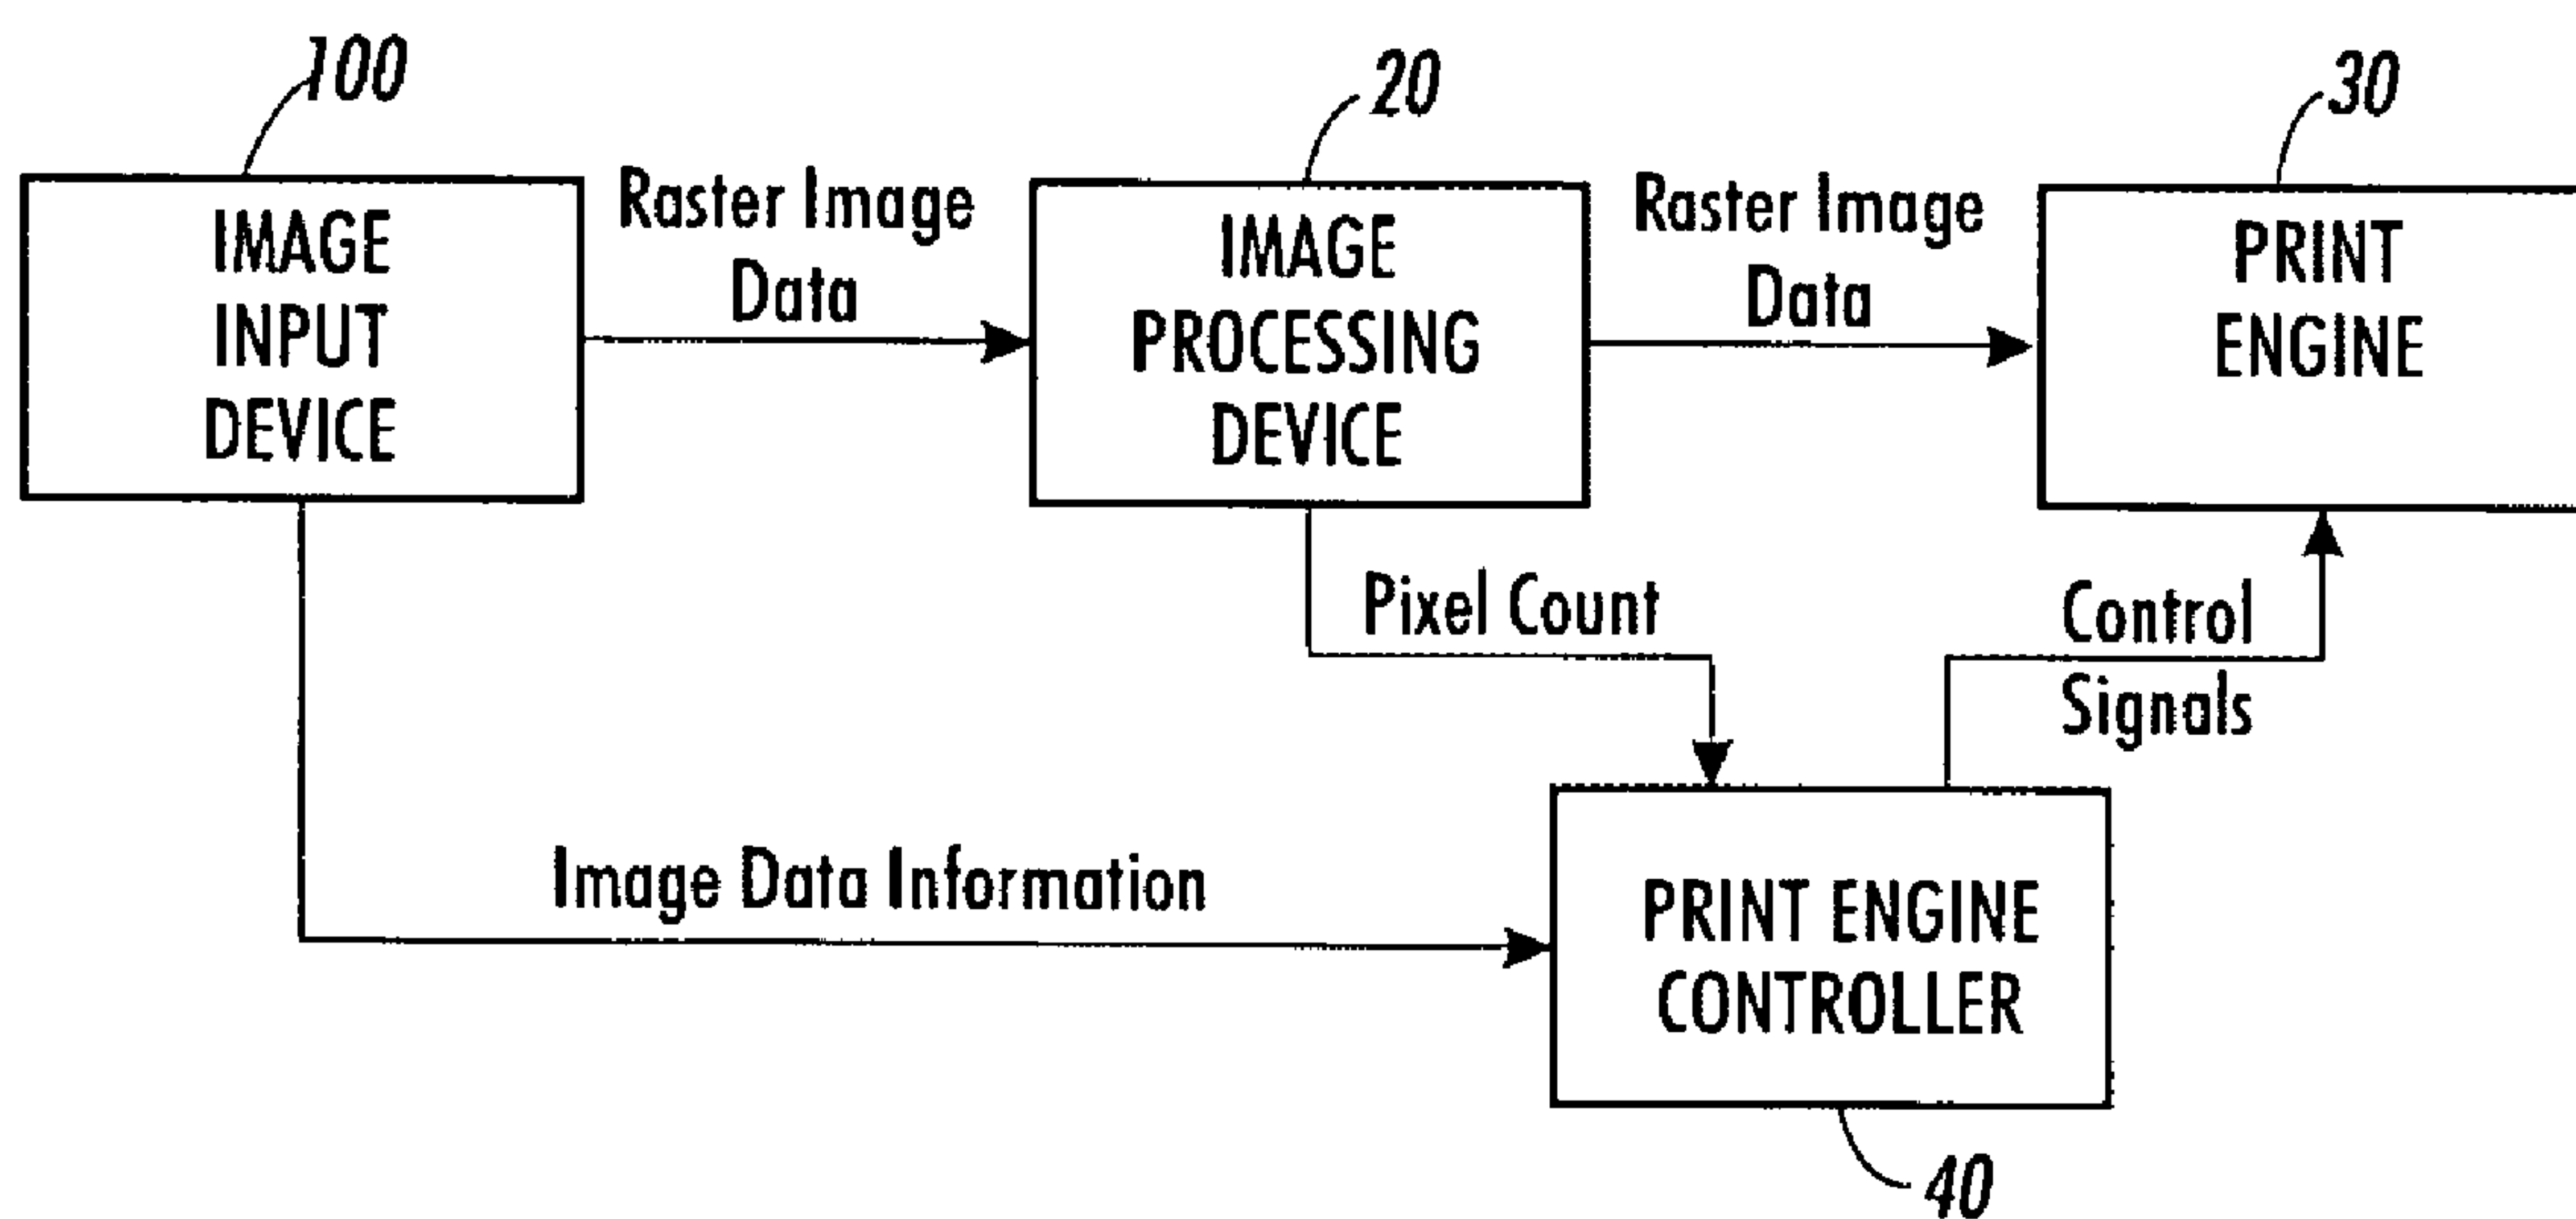 100
20
30
IMAGE
INPUT
DEVICE
Raster Image
Data
IMAGE
PROCESSING
DEVICE
Raster Image
Data
PRINT
ENGINE
Pixel Count
Control
Signals
Image Data Information
PRINT ENGINE
CONTROLLER
40